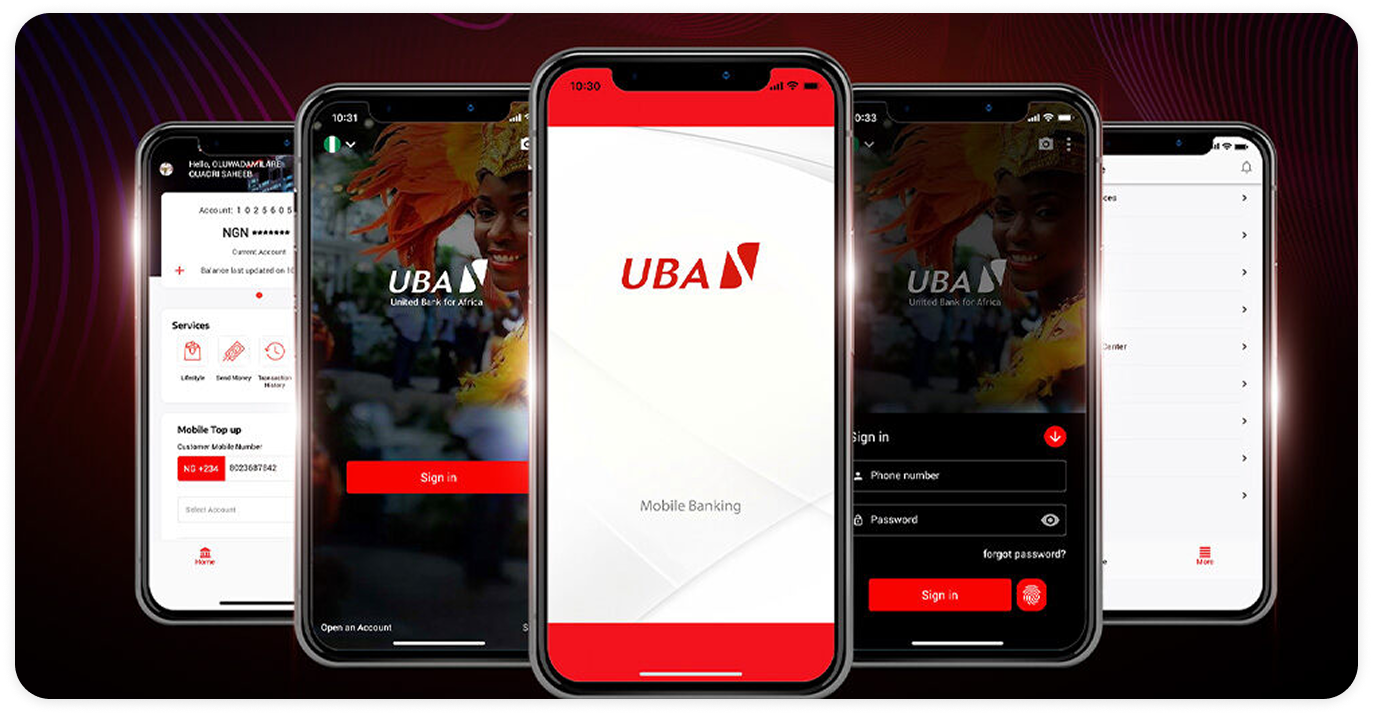 Hello, OLUWADAMILARE
QUADRI SAHEEB
Account: 1 0 2 5 6 0 5
NGN *******
Current Account
Balance last updated on 10
Services
Lifestyle
Send Money
Transaction
History
Mobile Top up
Customer Mobile Number
NG +234
8023687642
Select Account
Home
10:31
UBA
United Bank for Africa
Sign in
Open an Account
S
10:30
UBA
Mobile Banking
0:33
UBA
United Bank for Africa
Sign in
Phone number
Password
forgot password?
Sign in
e
ces
Center
e
More